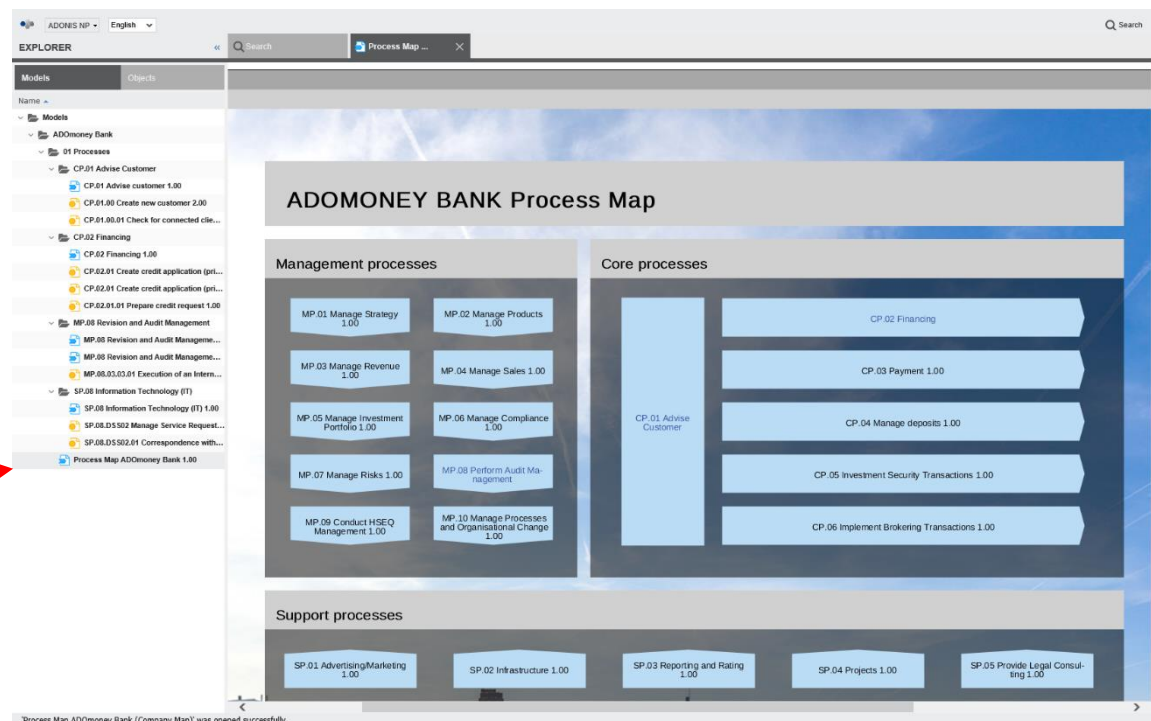 ADONIS NP
English
Search
EXPLORER
«
Search
Process Map ...
Models
Objects
Name
Models
ADOmoney Bank
01 Processes
CP.01 Advise Customer
CP.01 Advise customer 1.00
CP.01.00 Create new customer 2.00
CP.01.00.01 Check for connected clie...
CP.02 Financing
CP.02 Financing 1.00
CP.02.01 Create credit application (pri...
CP.02.01 Create credit application (pri...
CP.02.01.01 Prepare credit request 1.00
MP.08 Revision and Audit Management
MP.08 Revision and Audit Manageme...
MP.08 Revision and Audit Manageme...
MP.08.03.03.01 Execution of an Intern...
SP.08 Information Technology (IT)
SP.08 Information Technology (IT) 1.00
SP.08.DSS02 Manage Service Request...
SP.08.DSS02.01 Correspondence with...
Process Map ADOmoney Bank 1.00
ADOMONEY BANK Process Map
Management processes
MP.01 Manage Strategy
1.00
MP.02 Manage Products
1.00
MP.03 Manage Revenue
1.00
MP.04 Manage Sales 1.00
MP.05 Manage Investment
Portfolio 1.00
MP.06 Manage Compliance
1.00
MP.07 Manage Risks 1.00
MP.08 Perform Audit Ma-
nagement
MP.09 Conduct HSEQ
Management 1.00
MP.10 Manage Processes
and Organisational Change
1.00
Core processes
CP.01 Advise
Customer
CP.02 Financing
CP.03 Payment 1.00
CP.04 Manage deposits 1.00
CP.05 Investment Security Transactions 1.00
CP.06 Implement Brokering Transactions 1.00
Support processes
SP.01 Advertising/Marketing
1.00
SP.02 Infrastructure 1.00
SP.03 Reporting and Rating
1.00
SP.04 Projects 1.00
SP.05 Provide Legal Consul-
ting 1.00
'Process Map ADOmoney Bank (Company Map)' was opened successfully.